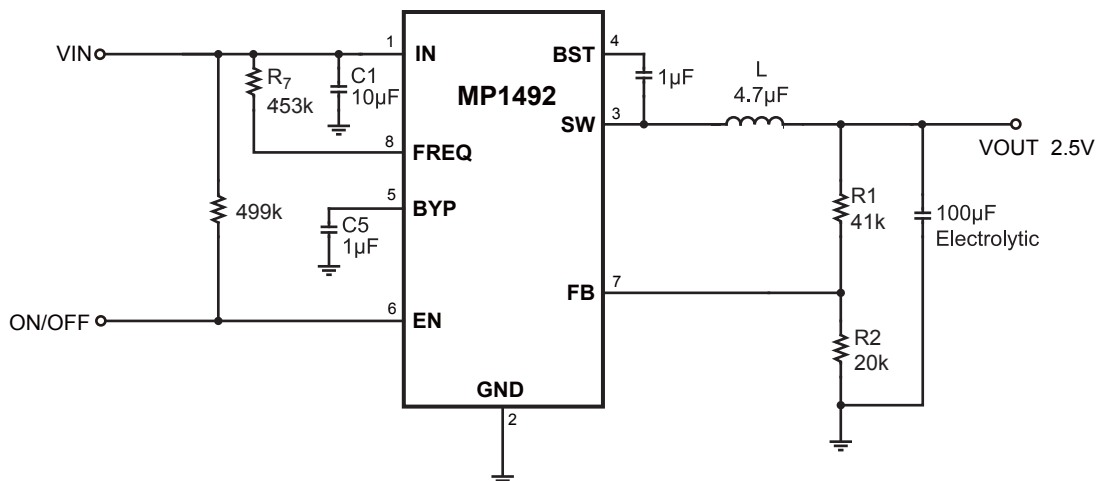 VIN
1
IN
BST
4
R7
453k
C1
10µF
MP1492
1µF
L
4.7µF
SW
3
VOUT 2.5V
8
FREQ
499k
5
BYP
C5
1µF
R1
41k
100µF
Electrolytic
FB
7
ON/OFF
6
EN
R2
20k
GND
2